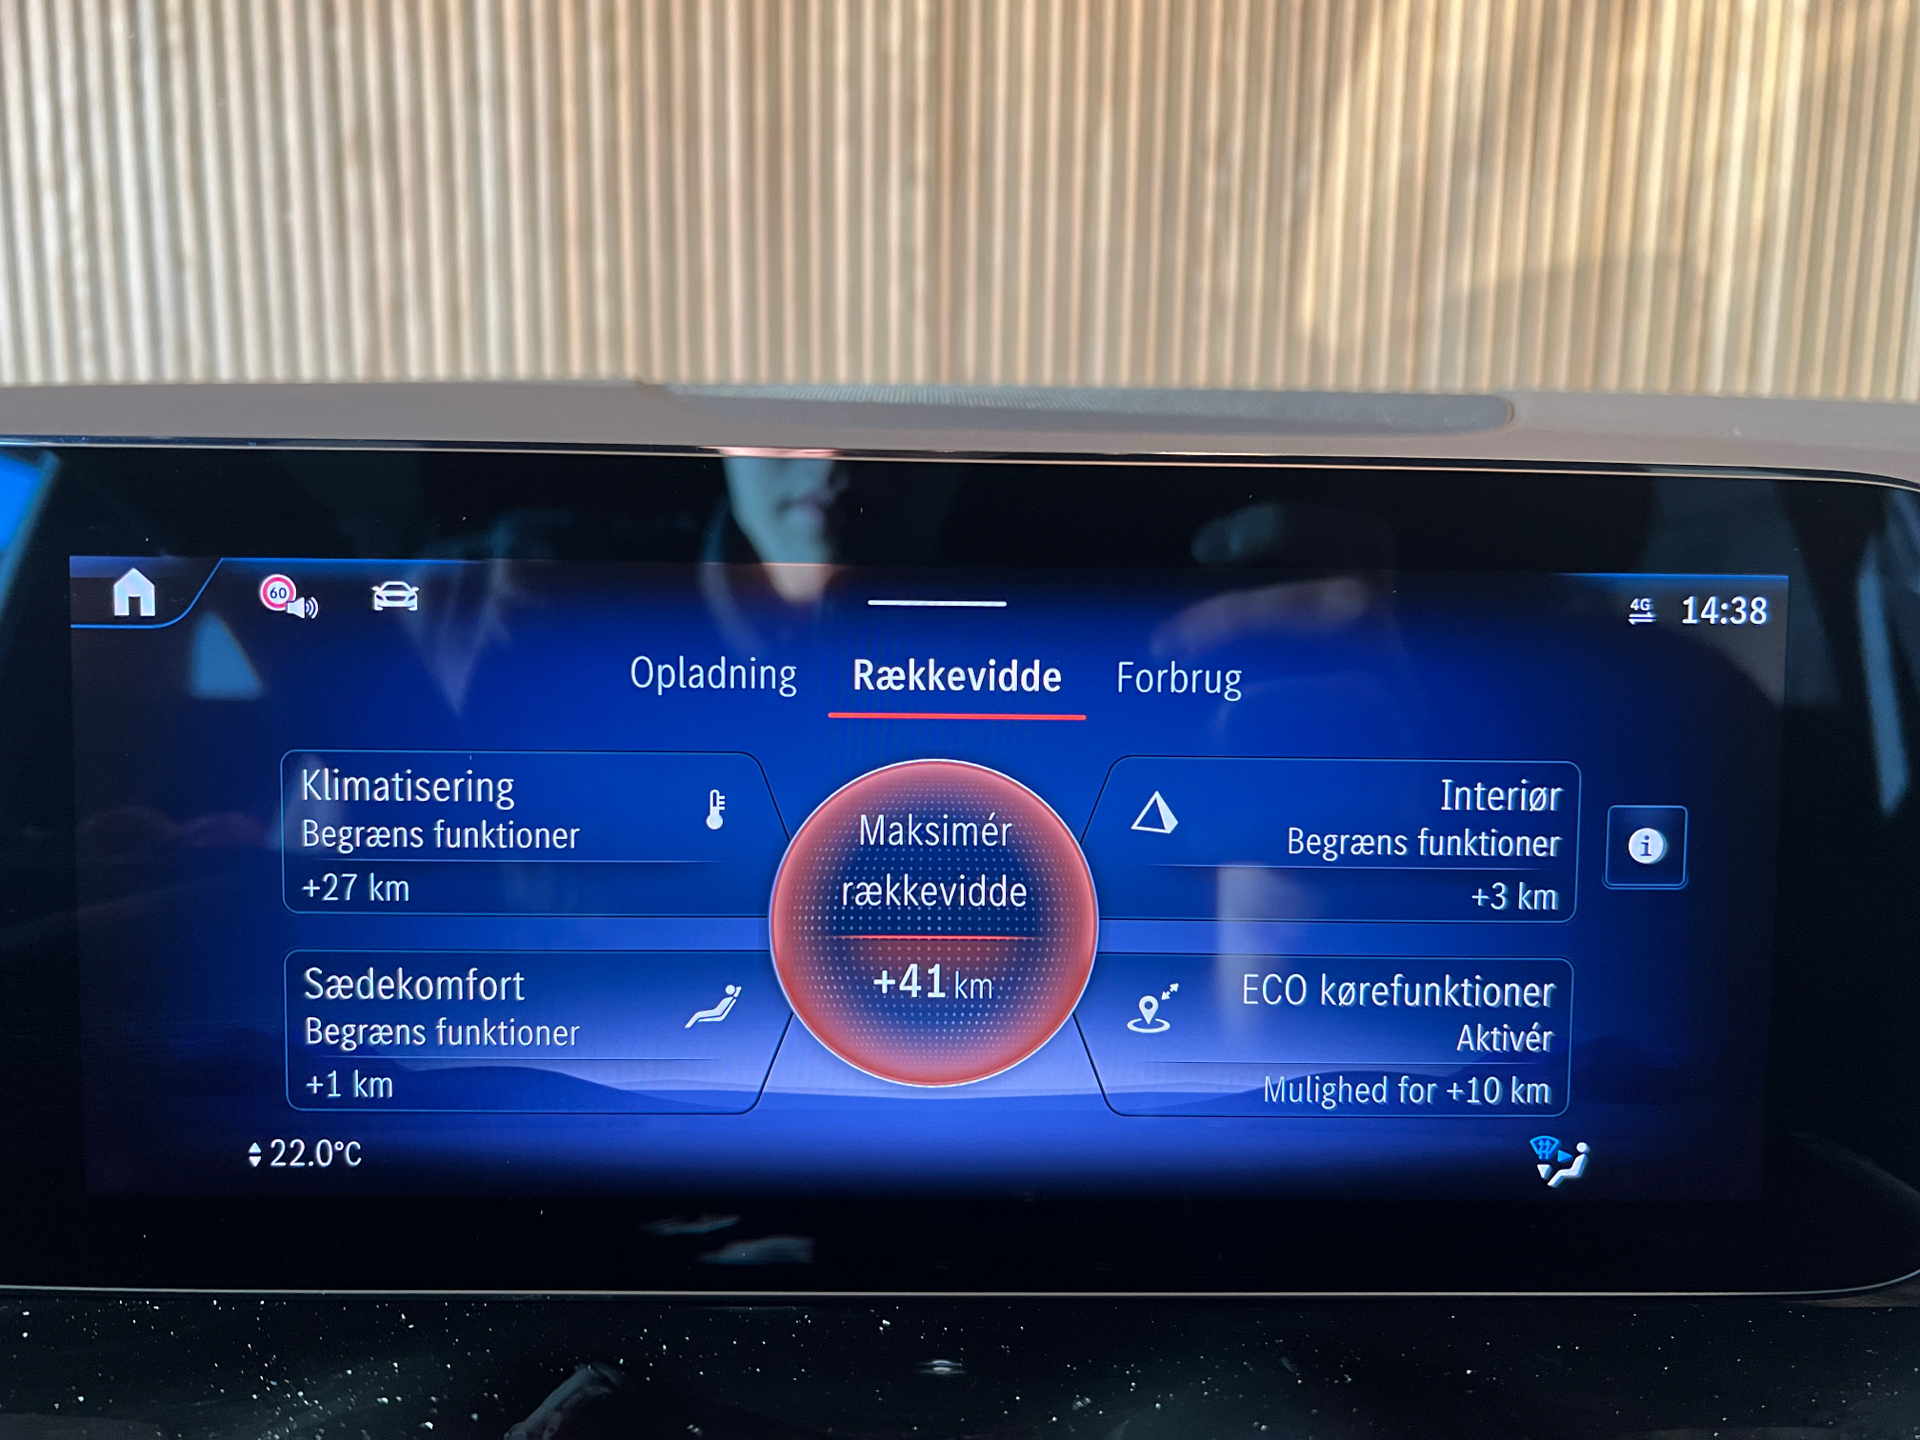 60
4G
14:38
Opladning
Rækkevidde
Forbrug
Klimatisering
Begræns funktioner
+27 km
Maksimér
rækkevidde
+41 km
Interiør
Begræns funktioner
+3 km
i
Sædekomfort
Begræns funktioner
+1 km
ECO kørefunktioner
Aktivér
Mulighed for +10 km
22.0°C